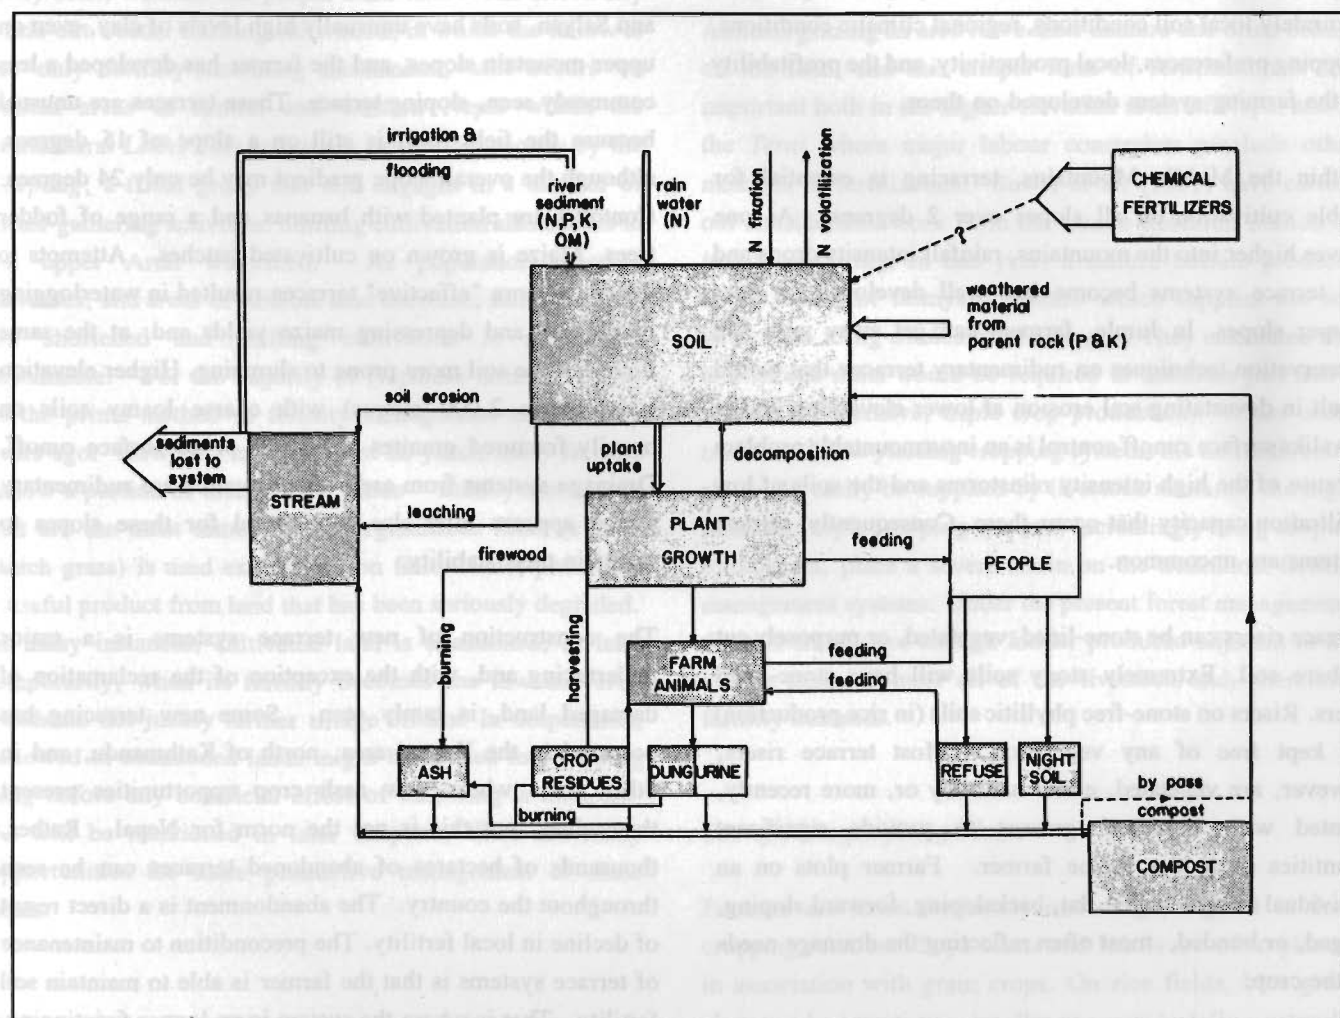 irrigation &
flooding
river
sediment
(N,P,K,
OM)
rain
water
(N)
N fixation
N volatilization
CHEMICAL
FERTILIZERS
?
SOIL
weathered
material
from
parent rock (P & K)
soil erosion
sediments
lost to
system
STREAM
leaching
plant
uptake
decomposition
PLANT
GROWTH
firewood
feeding
PEOPLE
burning
harvesting
FARM
ANIMALS
feeding
feeding
ASH
CROP
RESIDUES
DUNG
URINE
REFUSE
NIGHT
SOIL
burning
by pass
compost
COMPOST